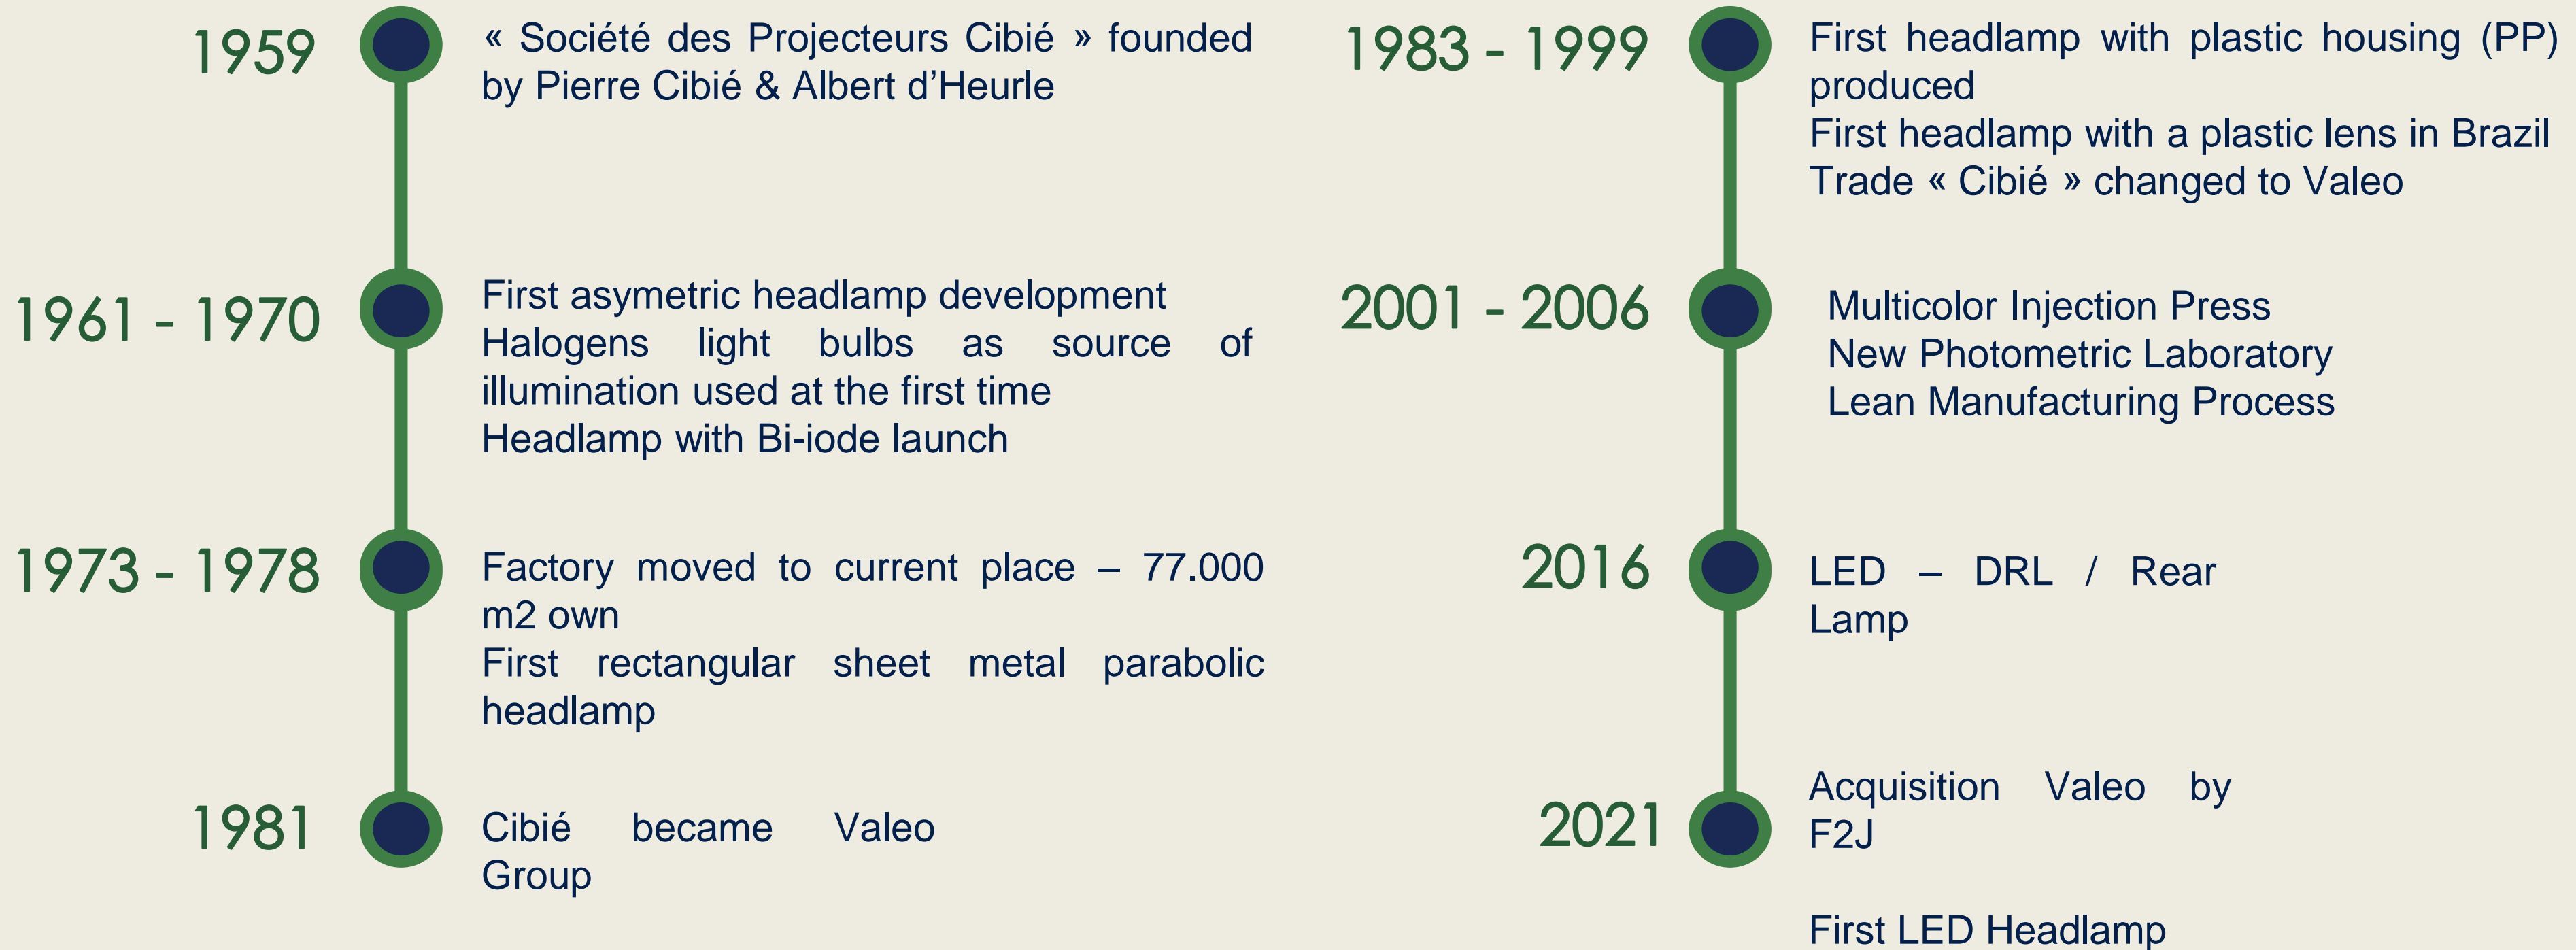 1959
« Société des Projecteurs Cibié » founded
by Pierre Cibié & Albert d'Heurle
1961 - 1970
First asymetric headlamp development
Halogens light bulbs as source of
illumination used at the first time
Headlamp with Bi-iode launch
1973 - 1978
Factory moved to current place – 77.000
m2 own
First rectangular sheet metal parabolic
headlamp
1981
Cibié became Valeo
Group
1983 - 1999
First headlamp with plastic housing (PP)
produced
First headlamp with a plastic lens in Brazil
Trade « Cibié » changed to Valeo
2001 - 2006
Multicolor Injection Press
New Photometric Laboratory
Lean Manufacturing Process
2016
LED – DRL / Rear
Lamp
2021
Acquisition Valeo by
F2J
First LED Headlamp